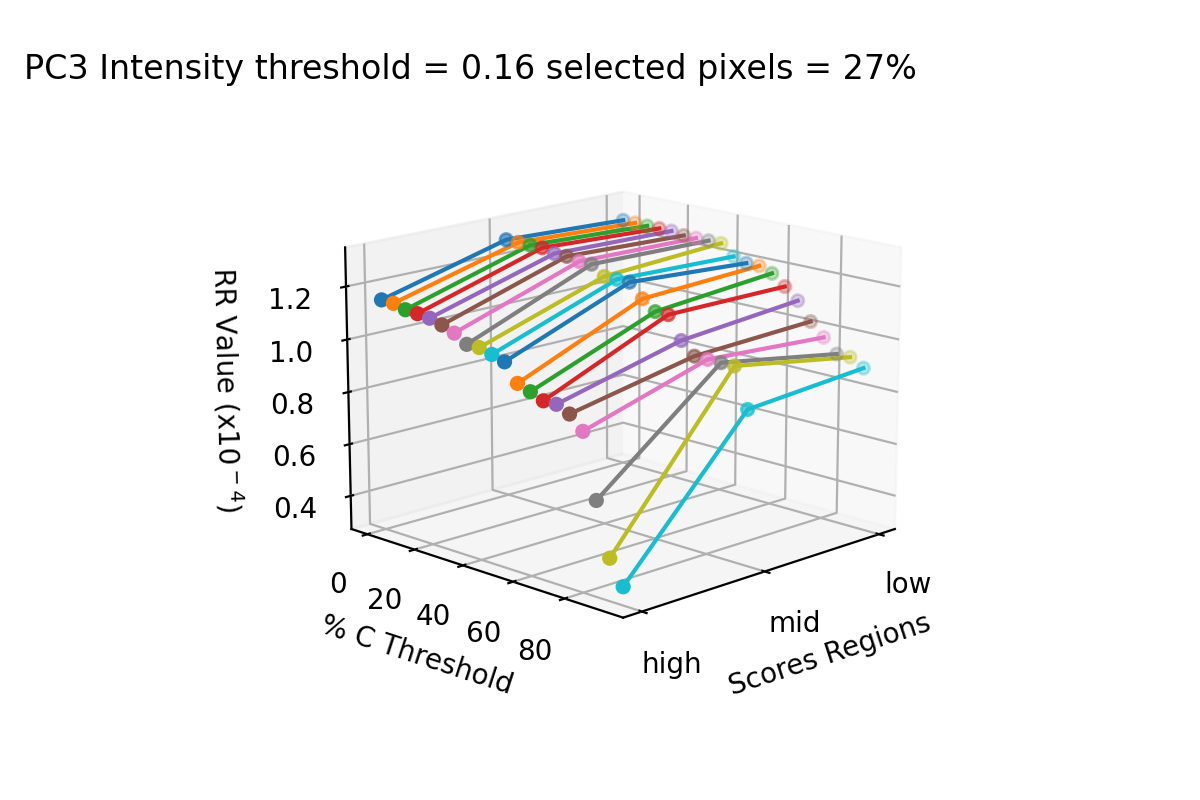 PC3 Intensity threshold = 0.16 selected pixels = 27%
RR Value (x10⁻⁴)
1.2
1.0
0.8
0.6
0.4
0
20
40
60
80
% C Threshold
high
mid
low
Scores Regions